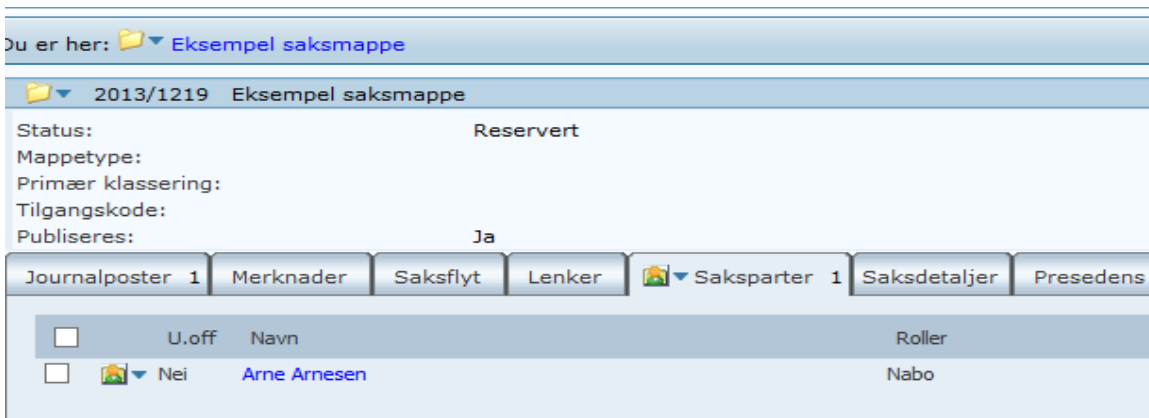 Du er her: Eksempel saksmappe
2013/1219 Eksempel saksmappe
Status: Reservert
Mappetype:
Primær klassering:
Tilgangskode:
Publiseres: Ja
Journalposter 1 Merknader Saksflyt Lenker Saksparter 1 Saksdetaljer Presedens
U.off Navn Roller
Nei Arne Arnesen Nabo